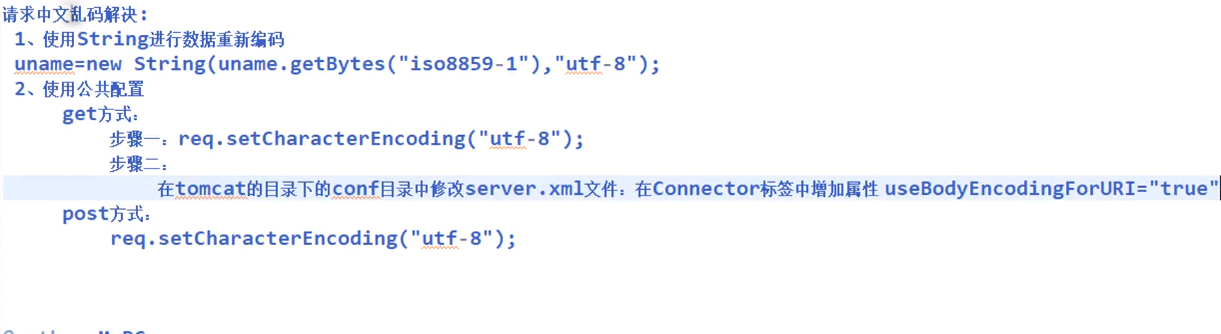 请求中文乱码解决:
1、使用String进行数据重新编码
uname=new String(uname.getBytes("iso8859-1"),"utf-8");
2、使用公共配置
get方式:
步骤一: req.setCharacterEncoding("utf-8");
步骤二:
在tomcat的目录下的conf目录中修改server.xml文件: 在Connector标签中增加属性 useBodyEncodingForURI="true"
post方式:
req.setCharacterEncoding("utf-8");